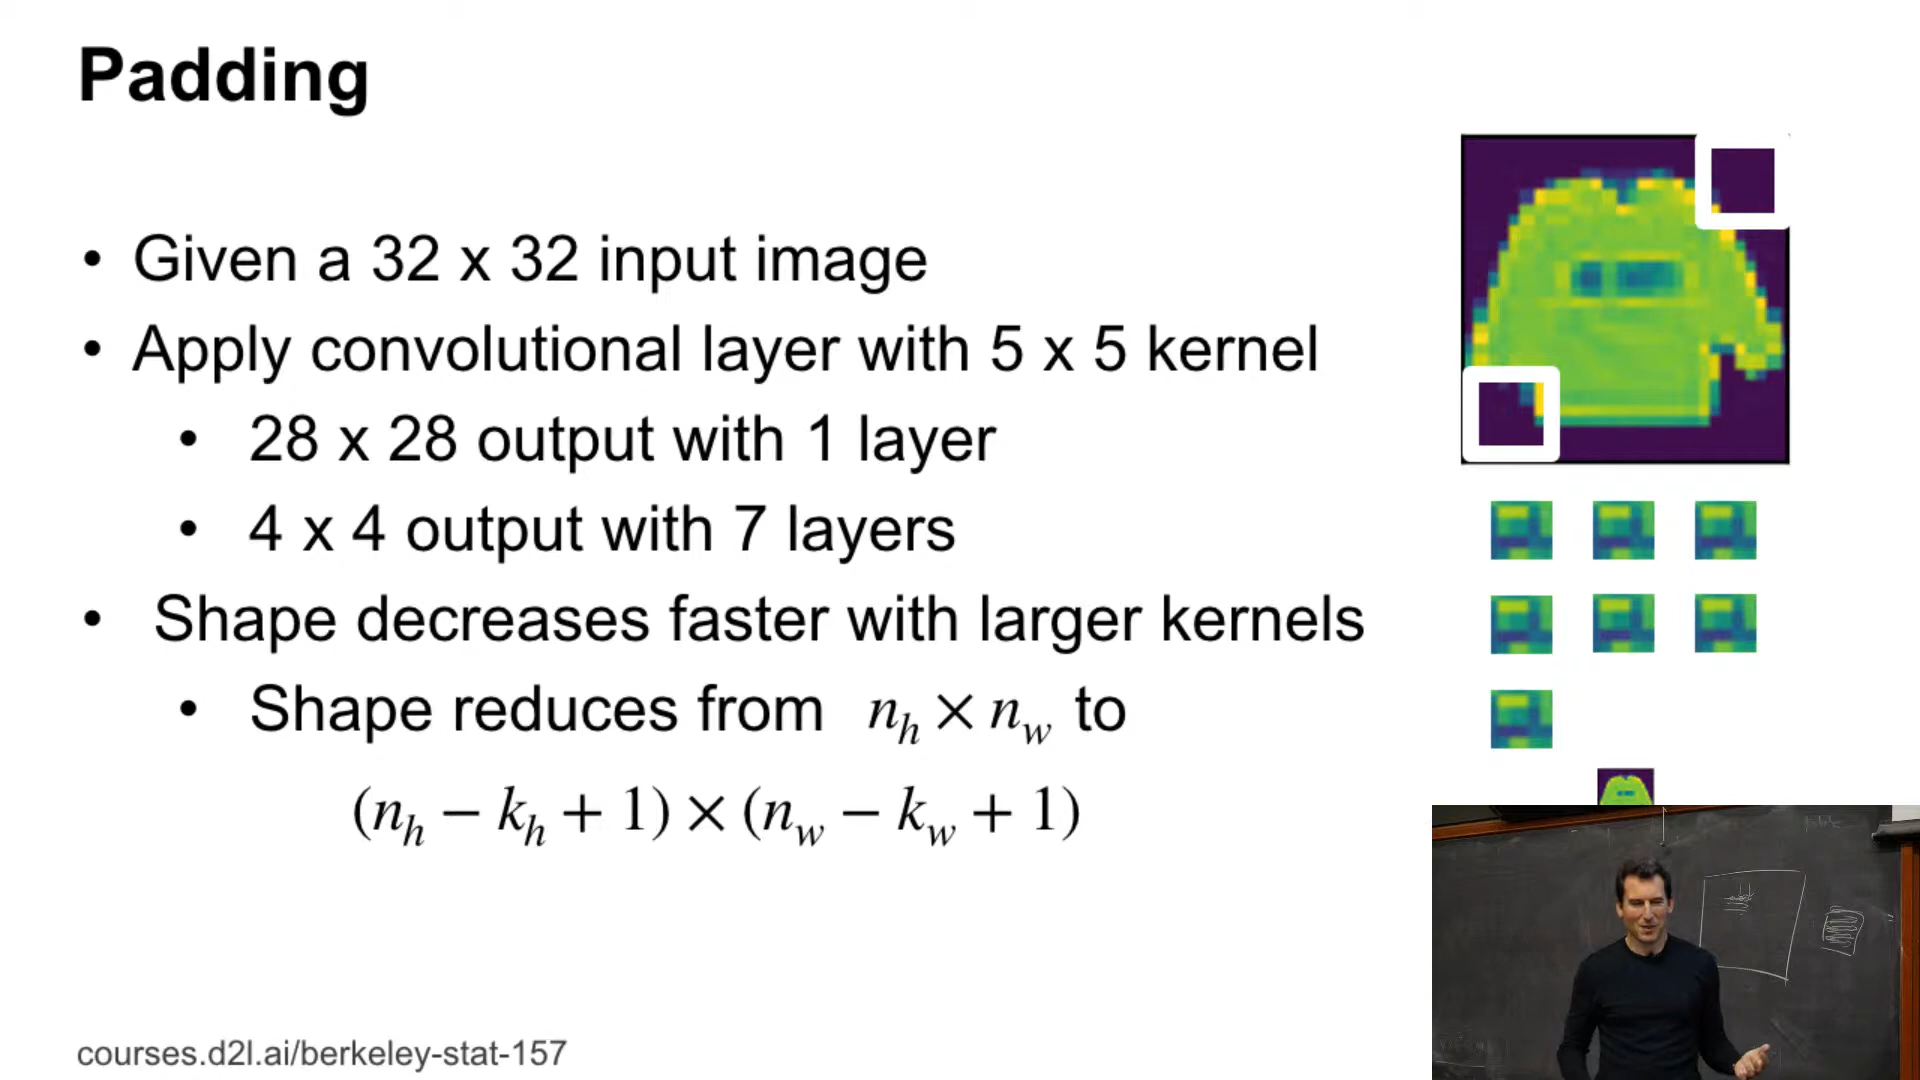 Padding
• Given a 32 x 32 input image
• Apply convolutional layer with 5 x 5 kernel
• 28 x 28 output with 1 layer
• 4 x 4 output with 7 layers
• Shape decreases faster with larger kernels
• Shape reduces from n_h × n_w to
(n_h − k_h + 1) × (n_w − k_w + 1)
courses.d2l.ai/berkeley-stat-157